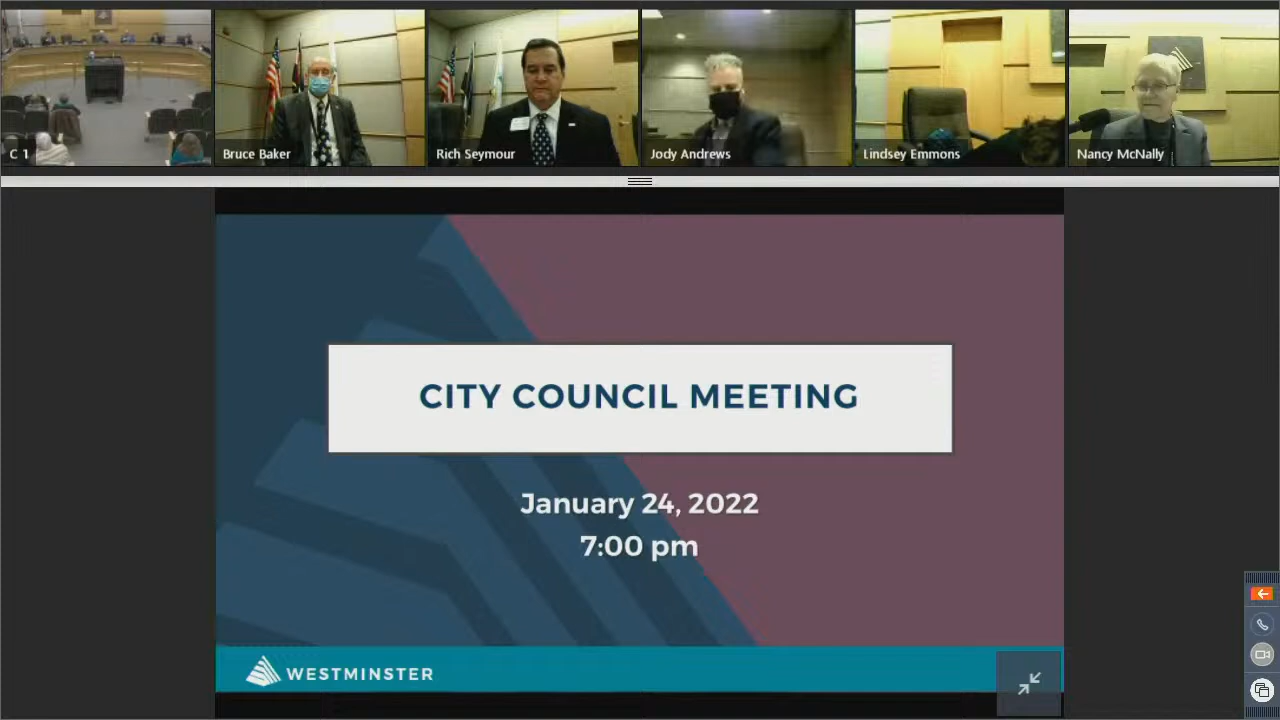 C 1
Bruce Baker
Rich Seymour
Jody Andrews
Lindsey Emmons
Nancy McNally
CITY COUNCIL MEETING
January 24, 2022
7:00 pm
WESTMINSTER